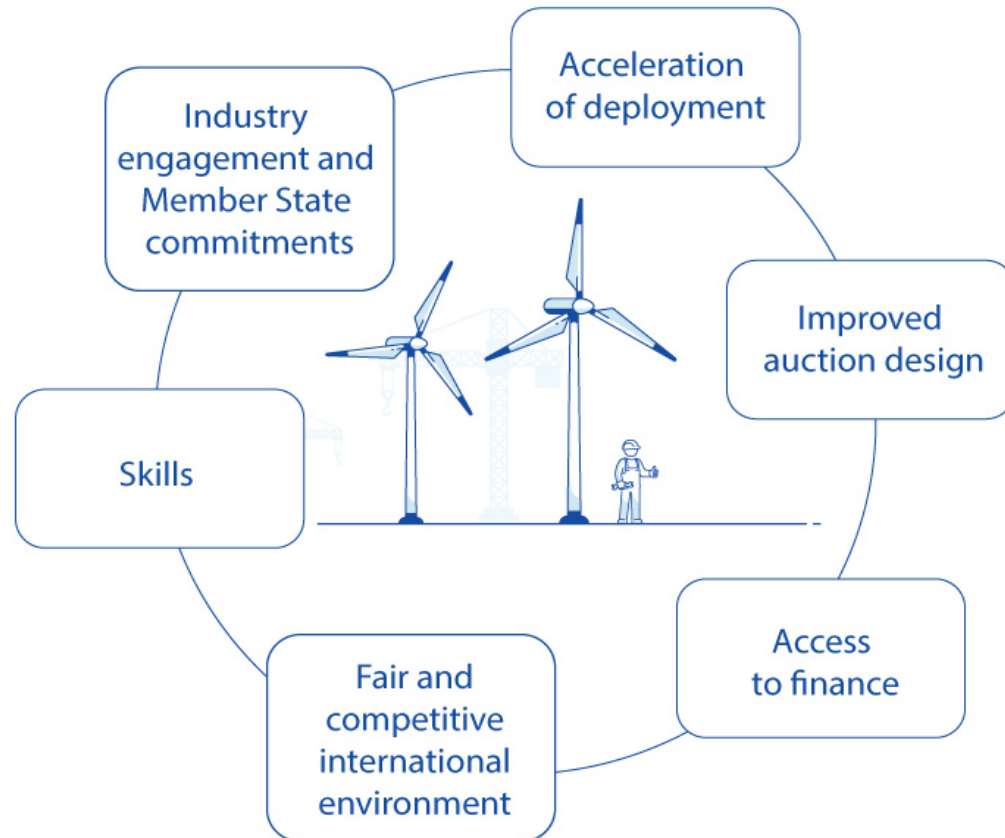 Acceleration
of deployment
Improved
auction design
Access
to finance
Fair and
competitive
international
environment
Skills
Industry
engagement and
Member State
commitments